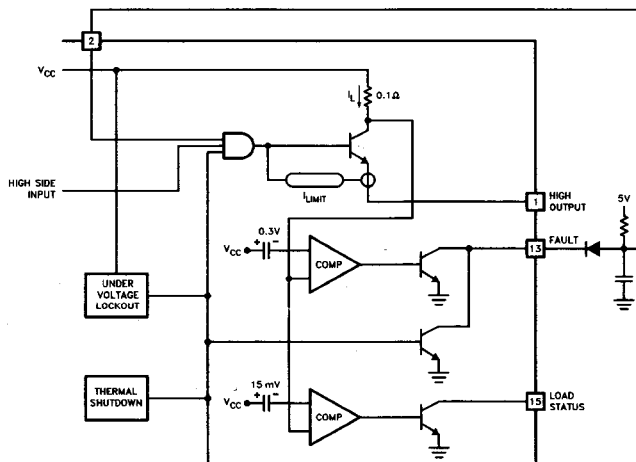 2
VCC
IL
0.1Ω
HIGH SIDE
INPUT
ILIMIT
1
HIGH
OUTPUT
5V
0.3V
+ −
VCC
COMP
13
FAULT
UNDER
VOLTAGE
LOCKOUT
THERMAL
SHUTDOWN
15 mV
+ −
VCC
COMP
15
LOAD
STATUS